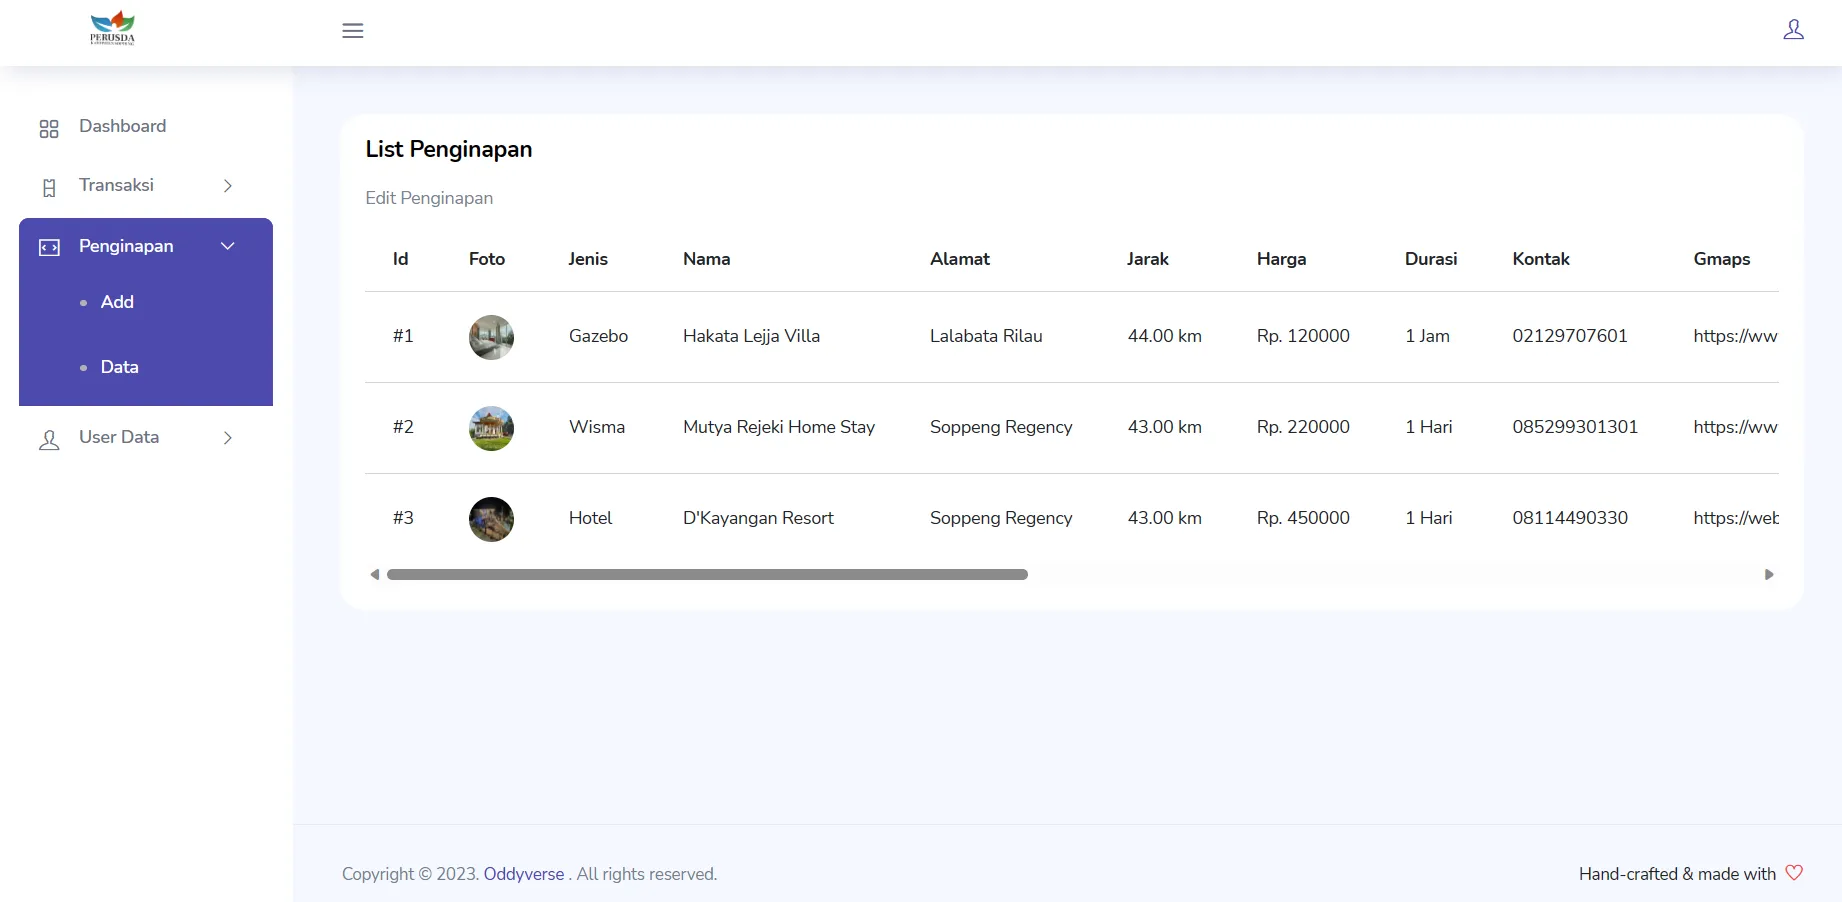 PERUSDA
Dashboard
Transaksi
Penginapan
Add
Data
User Data
List Penginapan
Edit Penginapan
Id Foto Jenis Nama Alamat Jarak Harga Durasi Kontak Gmaps
#1 Gazebo Hakata Lejja Villa Lalabata Rilau 44.00 km Rp. 120000 1 Jam 02129707601 https://ww
#2 Wisma Mutya Rejeki Home Stay Soppeng Regency 43.00 km Rp. 220000 1 Hari 085299301301 https://ww
#3 Hotel D'Kayangan Resort Soppeng Regency 43.00 km Rp. 450000 1 Hari 08114490330 https://web
Copyright © 2023. Oddyverse . All rights reserved.
Hand-crafted & made with